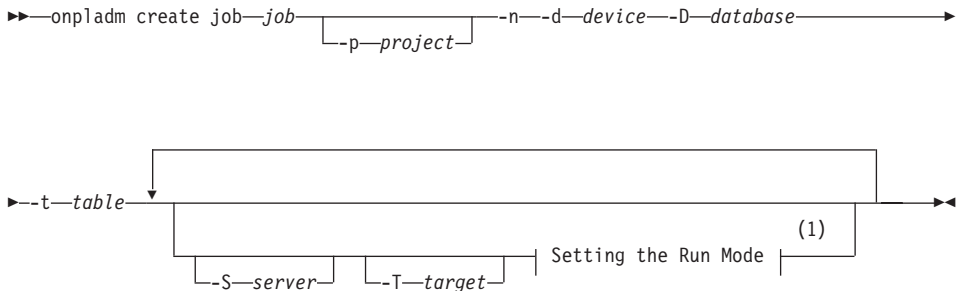 onpladm create job job -n -d device -D database
-p project
-t table
(1)
Setting the Run Mode
-S server -T target